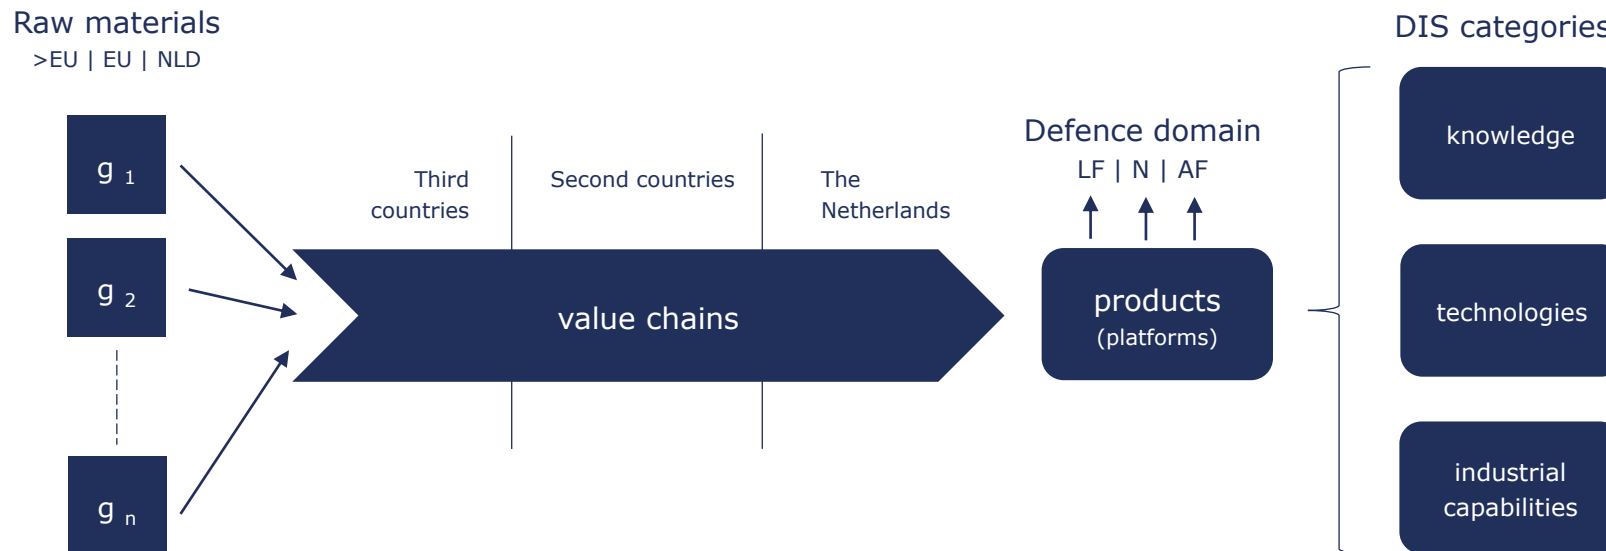 Raw materials
>EU | EU | NLD
g 1
g 2
g n
Third
countries
Second countries
The
Netherlands
value chains
Defence domain
LF | N | AF
products
(platforms)
DIS categories
knowledge
technologies
industrial
capabilities